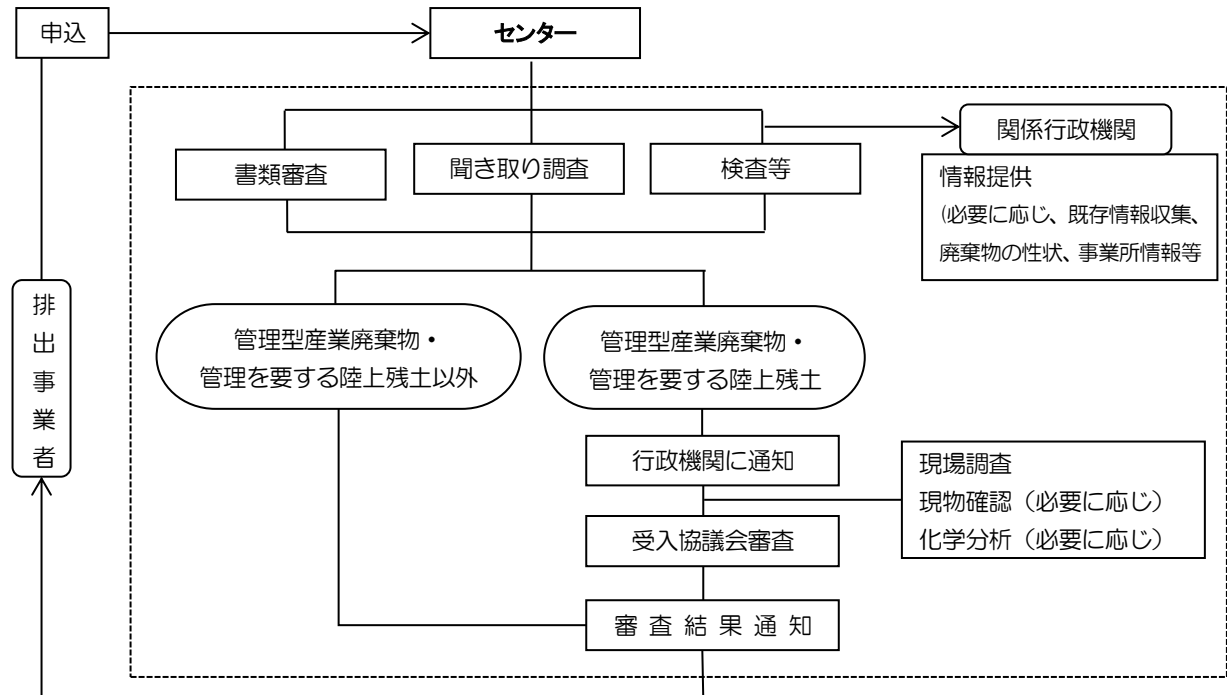 申込
センター
関係行政機関
書類審査
聞き取り調査
検査等
情報提供
(必要に応じ、既存情報収集、
廃棄物の性状、事業所情報等
排出事業者
管理型産業廃棄物・
管理を要する陸上残土以外
管理型産業廃棄物・
管理を要する陸上残土
行政機関に通知
現場調査
現物確認（必要に応じ）
化学分析（必要に応じ）
受入協議会審査
審査結果通知